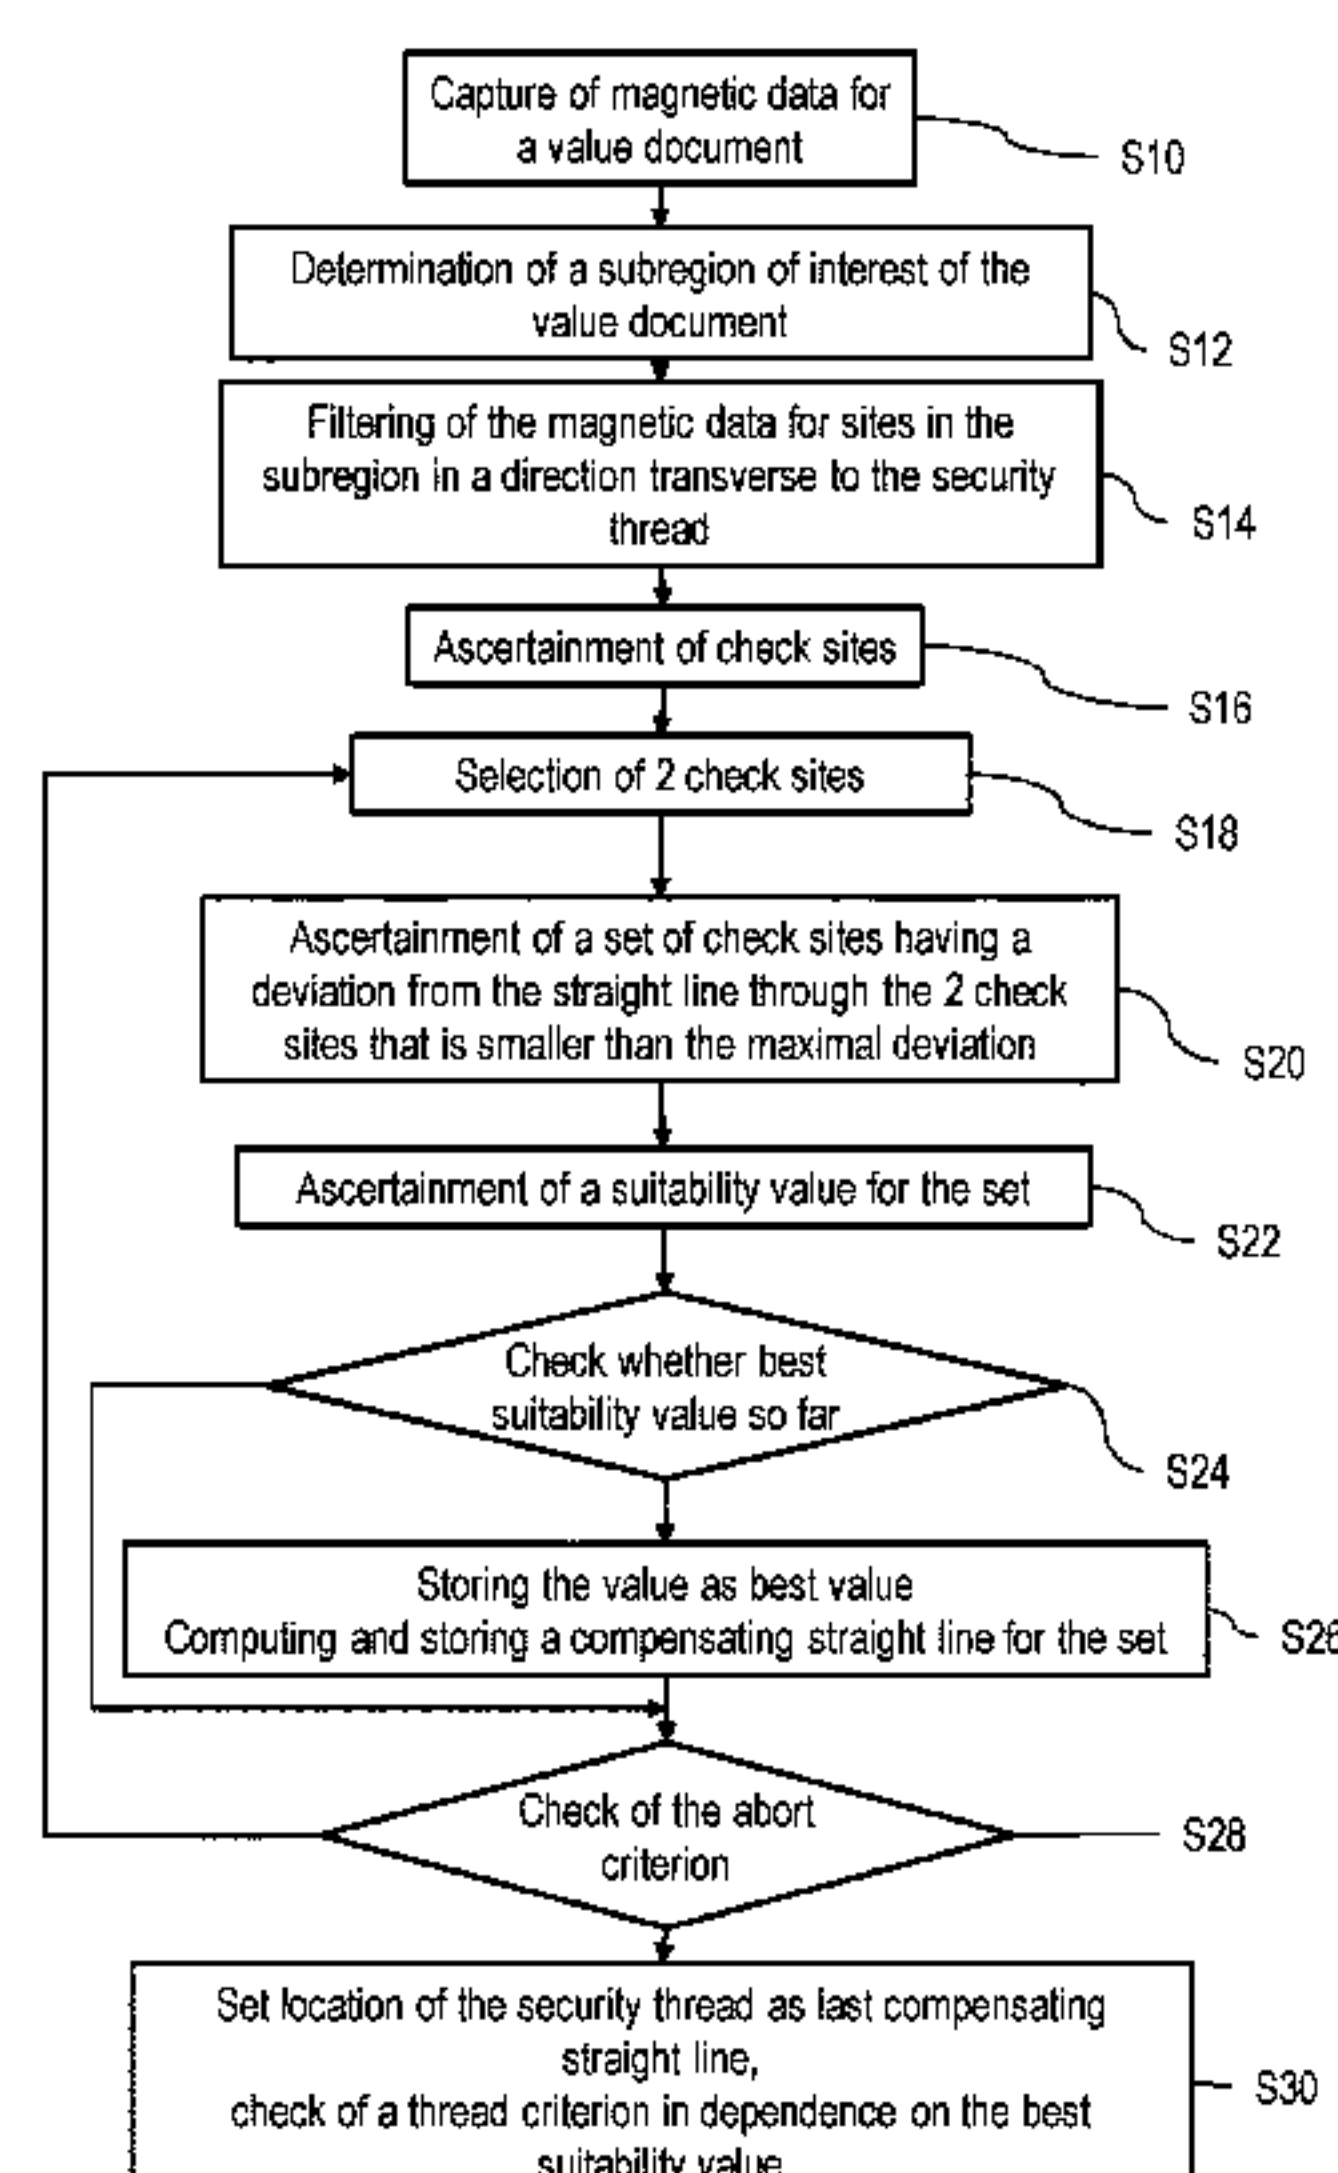 Capture of magnetic data for
a value document
S10
Determination of a subregion of interest of the
value document
S12
Filtering of the magnetic data for sites in the
subregion in a direction transverse to the security
thread
S14
Ascertainment of check sites
S16
Selection of 2 check sites
S18
Ascertainment of a set of check sites having a
deviation from the straight line through the 2 check
sites that is smaller than the maximal deviation
S20
Ascertainment of a suitability value for the set
S22
Check whether best
suitability value so far
S24
Storing the value as best value
Computing and storing a compensating straight line for the set
S26
Check of the abort
criterion
S28
Set location of the security thread as last compensating
straight line,
check of a thread criterion in dependence on the best
suitability value
S30